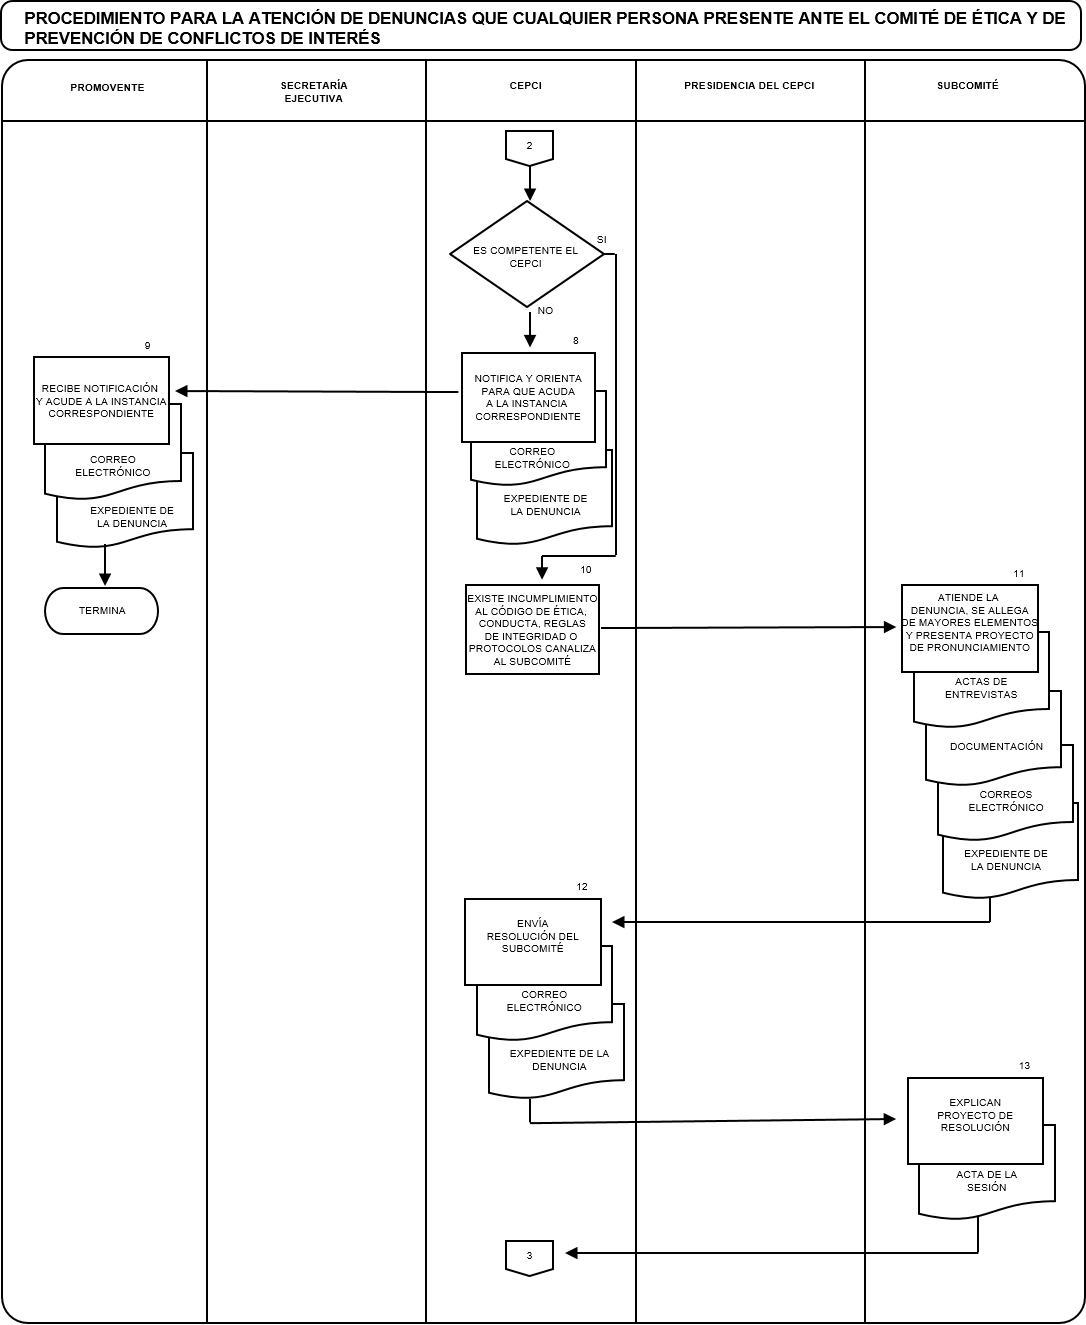 PROCEDIMIENTO PARA LA ATENCIÓN DE DENUNCIAS QUE CUALQUIER PERSONA PRESENTE ANTE EL COMITÉ DE ÉTICA Y DE
PREVENCIÓN DE CONFLICTOS DE INTERÉS
PROMOVENTE
SECRETARÍA
EJECUTIVA
CEPCI
PRESIDENCIA DEL CEPCI
SUBCOMITÉ
2
ES COMPETENTE EL
CEPCI
SI
NO
8
NOTIFICA Y ORIENTA
PARA QUE ACUDA
A LA INSTANCIA
CORRESPONDIENTE
CORREO
ELECTRÓNICO
EXPEDIENTE DE
LA DENUNCIA
9
RECIBE NOTIFICACIÓN
Y ACUDE A LA INSTANCIA
CORRESPONDIENTE
CORREO
ELECTRÓNICO
EXPEDIENTE DE
LA DENUNCIA
TERMINA
10
EXISTE INCUMPLIMIENTO
AL CÓDIGO DE ÉTICA,
CONDUCTA, REGLAS
DE INTEGRIDAD O
PROTOCOLOS CANALIZA
AL SUBCOMITÉ
11
ATIENDE LA
DENUNCIA, SE ALLEGA
DE MAYORES ELEMENTOS
Y PRESENTA PROYECTO
DE PRONUNCIAMIENTO
ACTAS DE
ENTREVISTAS
DOCUMENTACIÓN
CORREOS
ELECTRÓNICO
EXPEDIENTE DE
LA DENUNCIA
12
ENVÍA
RESOLUCIÓN DEL
SUBCOMITÉ
CORREO
ELECTRÓNICO
EXPEDIENTE DE LA
DENUNCIA
13
EXPLICAN
PROYECTO DE
RESOLUCIÓN
ACTA DE LA
SESIÓN
3